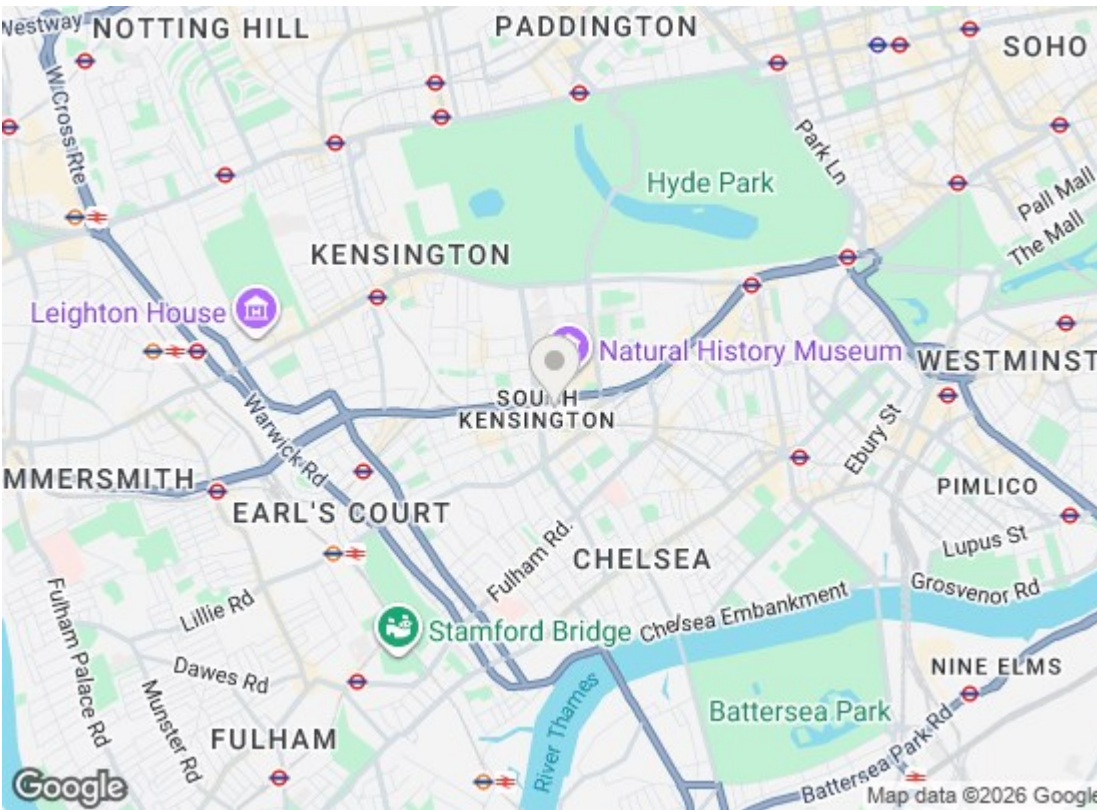 Westway
NOTTING HILL
PADDINGTON
SOHO
W Cross Rte
Park Ln
Hyde Park
Pall Mall
The Mall
KENSINGTON
Leighton House
Natural History Museum
WESTMINST
SOUTH
KENSINGTON
Warwick Rd
Ebury St
MMERSMITH
EARL'S COURT
PIMLICO
Lupus St
Fulham Rd.
CHELSEA
Grosvenor Rd
Chelsea Embankment
Lillie Rd
Fulham Palace Rd
Stamford Bridge
Dawes Rd
NINE ELMS
Munster Rd
River Thames
Battersea Park
FULHAM
Battersea Park Rd
Google
Map data ©2026 Google